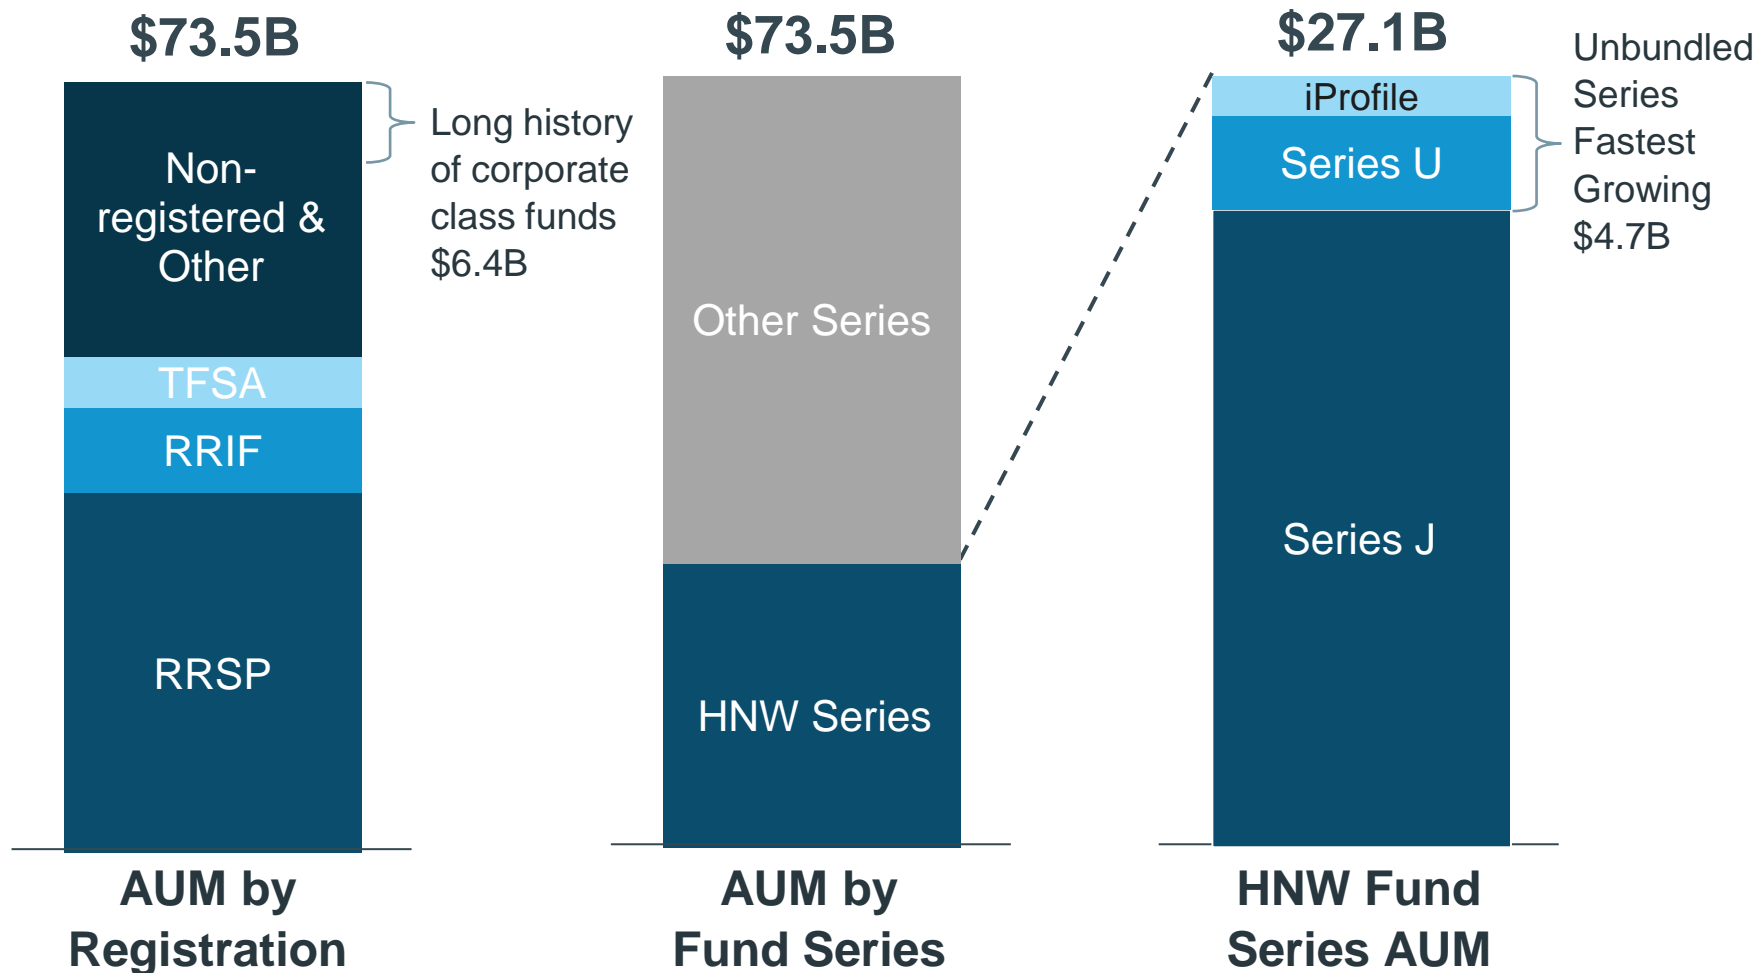 $73.5B
Non-
registered &
Other
TFSA
RRIF
RRSP
Long history
of corporate
class funds
$6.4B
AUM by
Registration
$73.5B
Other Series
HNW Series
AUM by
Fund Series
$27.1B
iProfile
Series U
Series J
Unbundled
Series
Fastest
Growing
$4.7B
HNW Fund
Series AUM